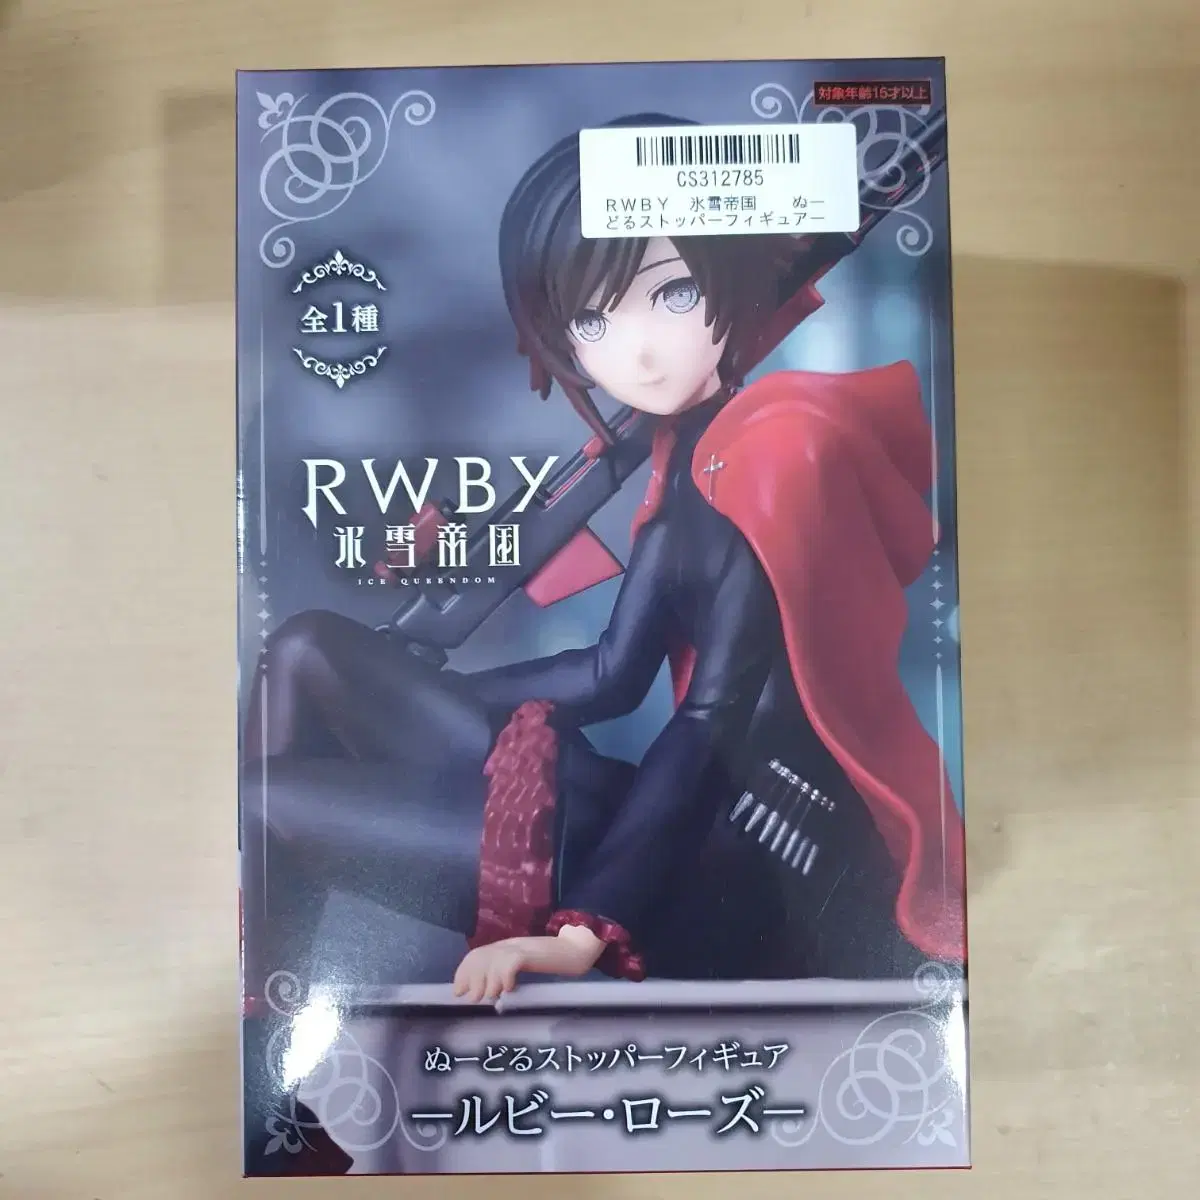 対象年齢15才以上
CS312785
RWBY 氷雪帝国 ぬー
どるストッパーフィギュアー
全1種
RWBY
氷雪帝国
ICE QUEENDOM
ぬーどるストッパーフィギュア
―ルビー・ローズ―